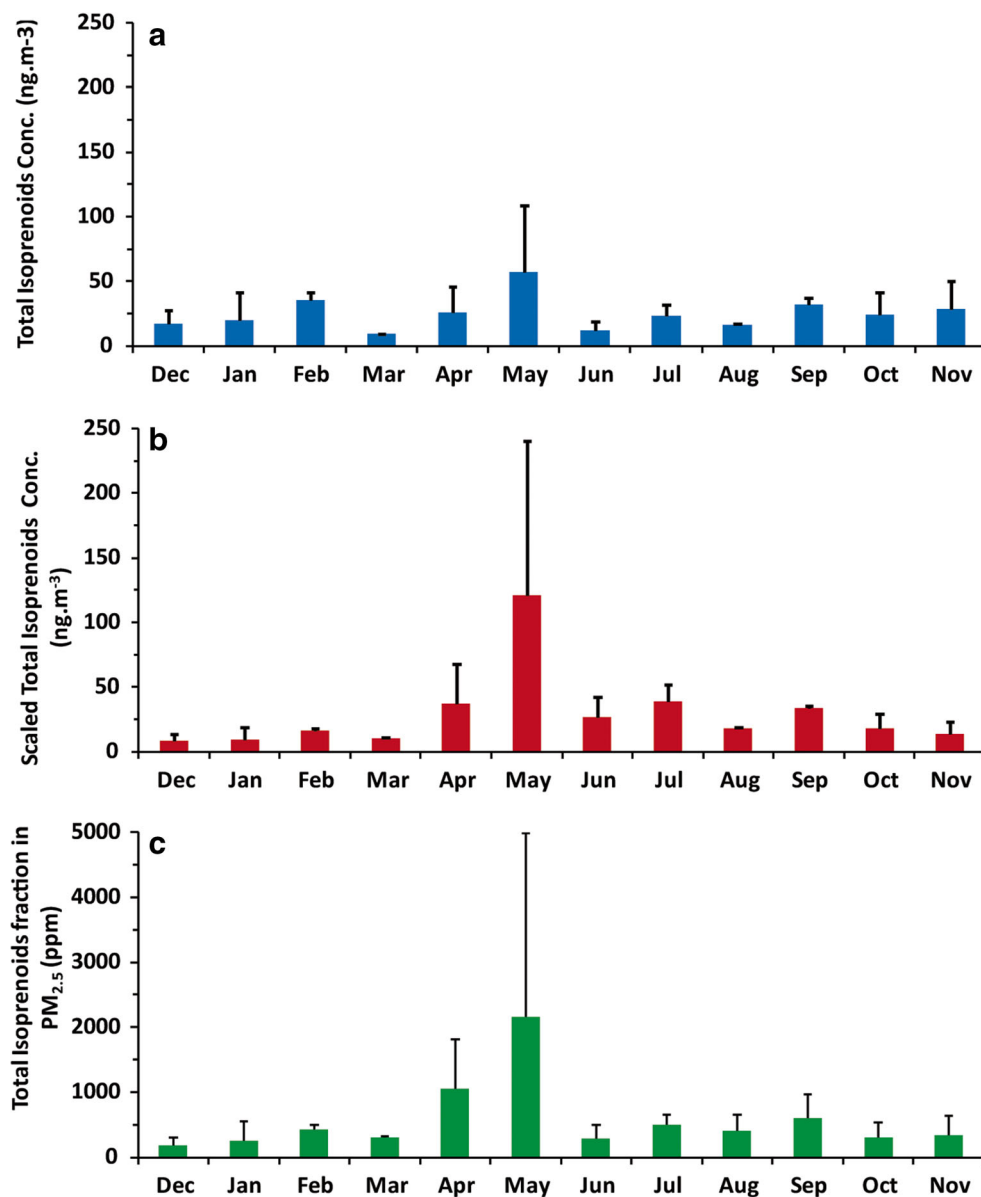 a
Total Isoprenoids Conc. (ng.m-3)
250
200
150
100
50
0
Dec Jan Feb Mar Apr May Jun Jul Aug Sep Oct Nov
b
Scaled Total Isoprenoids Conc.
(ng.m⁻³)
250
200
150
100
50
0
Dec Jan Feb Mar Apr May Jun Jul Aug Sep Oct Nov
c
Total Isoprenoids fraction in
PM₂.₅ (ppm)
5000
4000
3000
2000
1000
0
Dec Jan Feb Mar Apr May Jun Jul Aug Sep Oct Nov